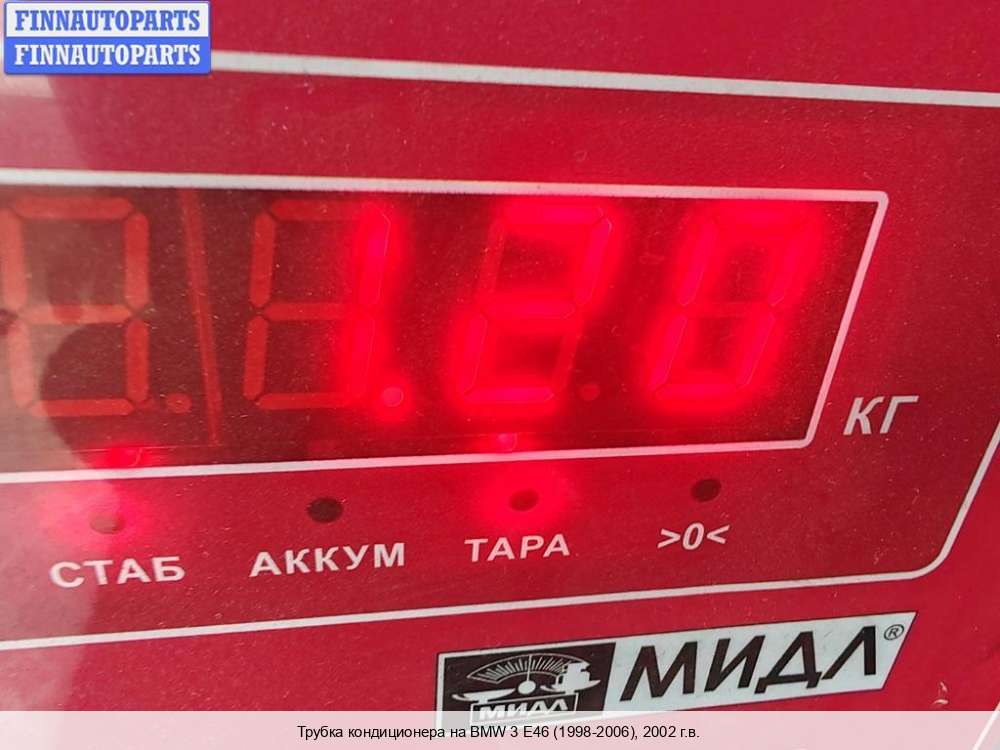 FINNAUTOPARTS
FINNAUTOPARTS
1.20
КГ
СТАБ АККУМ ТАРА >0<
МИДЛ®
МИДЛ
Трубка кондиционера на BMW 3 E46 (1998-2006), 2002 г.в.